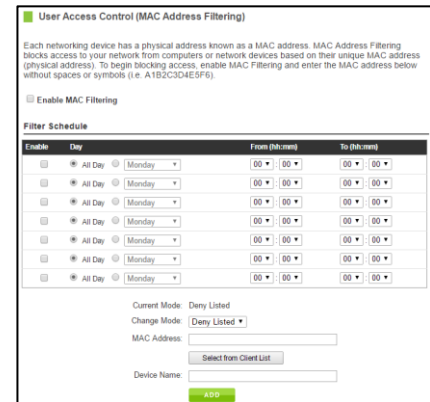 User Access Control (MAC Address Filtering)
Each networking device has a physical address known as a MAC address. MAC Address Filtering
blocks access to your network from computers or network devices based on their unique MAC address
(physical address). To begin blocking access, enable MAC Filtering and enter the MAC address below
without spaces or symbols (i.e. A1B2C3D4E5F6).
Enable MAC Filtering
Filter Schedule
Enable Day From (hh:mm) To (hh:mm)
All Day Monday 00 : 00 00 : 00
All Day Monday 00 : 00 00 : 00
All Day Monday 00 : 00 00 : 00
All Day Monday 00 : 00 00 : 00
All Day Monday 00 : 00 00 : 00
All Day Monday 00 : 00 00 : 00
All Day Monday 00 : 00 00 : 00
Current Mode: Deny Listed
Change Mode: Deny Listed
MAC Address:
Select from Client List
Device Name:
ADD